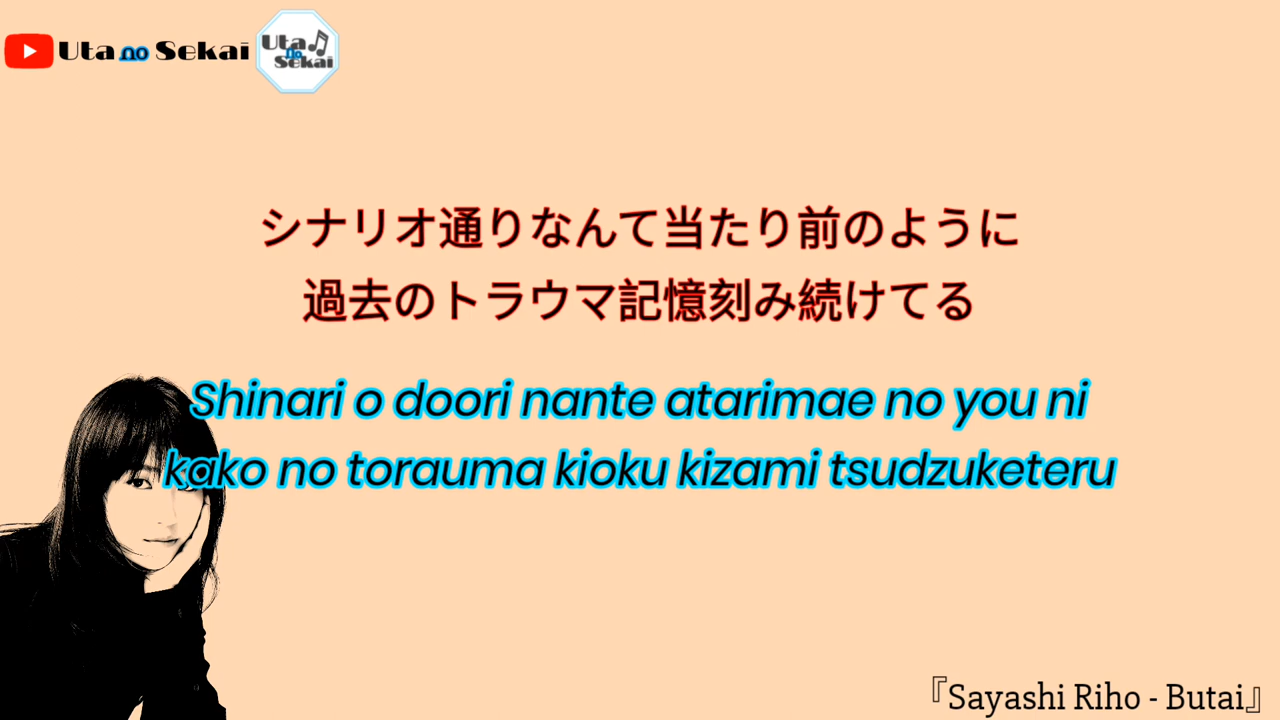 Uta no Sekai
Uta no Sekai
シナリオ通りなんて当たり前のように
過去のトラウマ記憶刻み続けてる
Shinari o doori nante atarimae no you ni
kako no torauma kioku kizami tsudzuketeru
『Sayashi Riho - Butai』